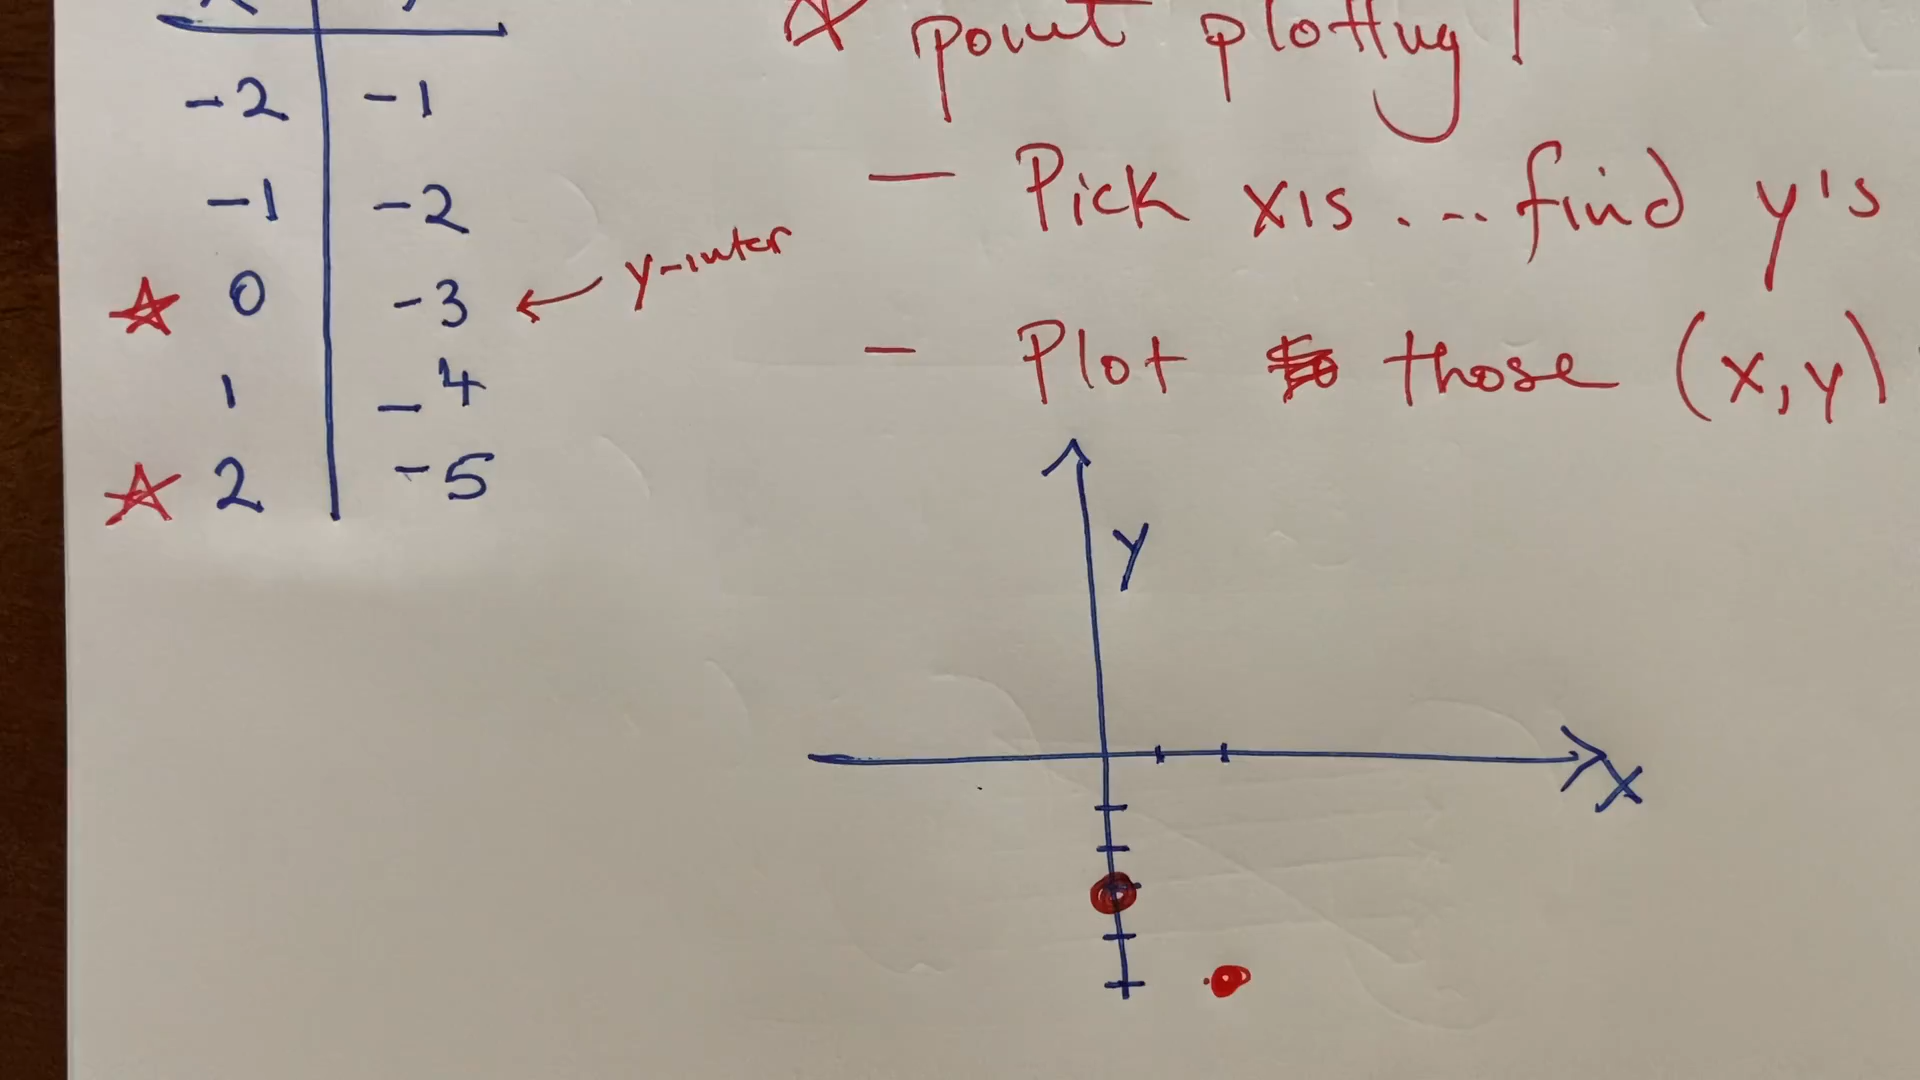 x y
-2 -1
-1 -2
0 -3 ← y-inter
1 -4
2 -5
point plotting!
- Pick x's ... find y's
- Plot those (x,y)
y
x